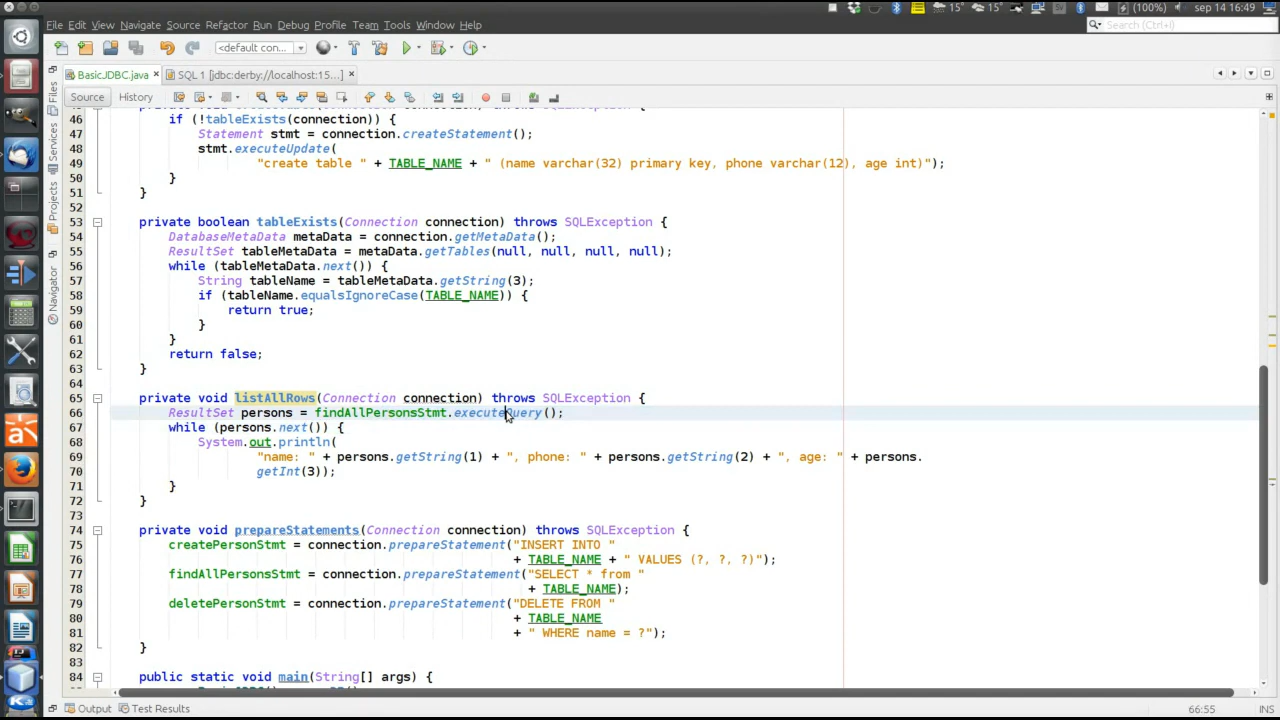 15° 15° (100%) sep 14 16:49
File Edit View Navigate Source Refactor Run Debug Profile Team Tools Window Help
Search (Ctrl+I)
<default con...
BasicJDBC.java SQL 1 [jdbc:derby://localhost:15...]
Source History
Files
Services
Projects
Navigator
46 if (!tableExists(connection)) {
47 Statement stmt = connection.createStatement();
48 stmt.executeUpdate(
49 "create table " + TABLE_NAME + " (name varchar(32) primary key, phone varchar(12), age int)");
50 }
51 }
52
53 private boolean tableExists(Connection connection) throws SQLException {
54 DatabaseMetaData metaData = connection.getMetaData();
55 ResultSet tableMetaData = metaData.getTables(null, null, null, null);
56 while (tableMetaData.next()) {
57 String tableName = tableMetaData.getString(3);
58 if (tableName.equalsIgnoreCase(TABLE_NAME)) {
59 return true;
60 }
61 }
62 return false;
63 }
64
65 private void listAllRows(Connection connection) throws SQLException {
66 ResultSet persons = findAllPersonsStmt.executeQuery();
67 while (persons.next()) {
68 System.out.println(
69 "name: " + persons.getString(1) + ", phone: " + persons.getString(2) + ", age: " + persons.
70 getInt(3));
71 }
72 }
73
74 private void prepareStatements(Connection connection) throws SQLException {
75 createPersonStmt = connection.prepareStatement("INSERT INTO "
76 + TABLE_NAME + " VALUES (?, ?, ?)");
77 findAllPersonsStmt = connection.prepareStatement("SELECT * from "
78 + TABLE_NAME);
79 deletePersonStmt = connection.prepareStatement("DELETE FROM "
80 + TABLE_NAME
81 + " WHERE name = ?");
82 }
83
84 public static void main(String[] args) {
Output Test Results
66:55 INS